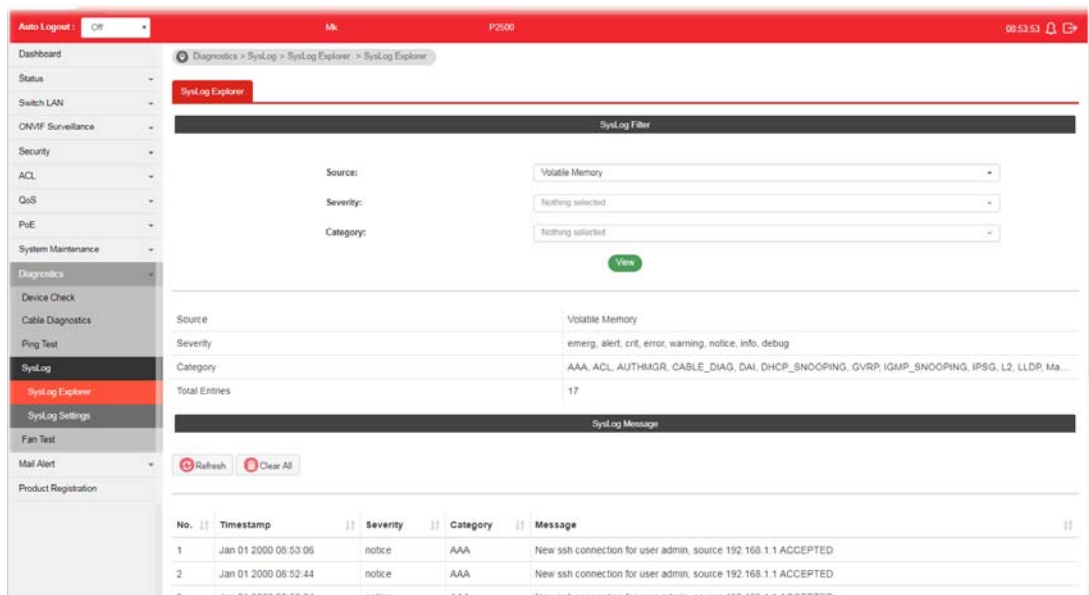 Auto Logout : Off Mk P2500 08:53:53
Dashboard
Status
Switch LAN
ONVIF Surveillance
Security
ACL
QoS
PoE
System Maintenance
Diagnostics
Device Check
Cable Diagnostics
Ping Test
SysLog
SysLog Explorer
SysLog Settings
Fan Test
Mail Alert
Product Registration
Diagnostics > SysLog > SysLog Explorer > SysLog Explorer
SysLog Explorer
SysLog Filter
Source: Volatile Memory
Severity: Nothing selected
Category: Nothing selected
View
Source Volatile Memory
Severity emerg, alert, crit, error, warning, notice, info, debug
Category AAA, ACL, AUTHMGR, CABLE_DIAG, DAI, DHCP_SNOOPING, GVRP, IGMP_SNOOPING, IPSG, L2, LLDP, Ma...
Total Entries 17
SysLog Message
Refresh Clear All
No. Timestamp Severity Category Message
1 Jan 01 2000 08:53:06 notice AAA New ssh connection for user admin, source 192.168.1.1 ACCEPTED
2 Jan 01 2000 08:52:44 notice AAA New ssh connection for user admin, source 192.168.1.1 ACCEPTED